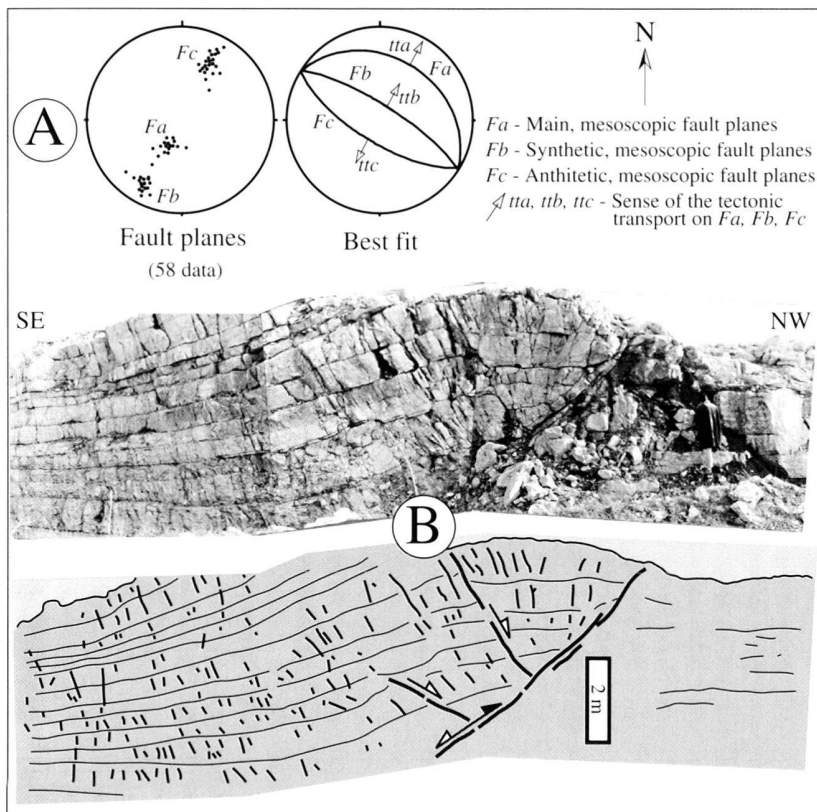 A
Fc
Fa
Fb
Fault planes
(58 data)
tta
Fa
Fb
ttb
Fc
ttc
Best fit
N
Fa - Main, mesoscopic fault planes
Fb - Synthetic, mesoscopic fault planes
Fc - Anthitetic, mesoscopic fault planes
tta, ttb, ttc - Sense of the tectonic
transport on Fa, Fb, Fc
SE
NW
B
2 m